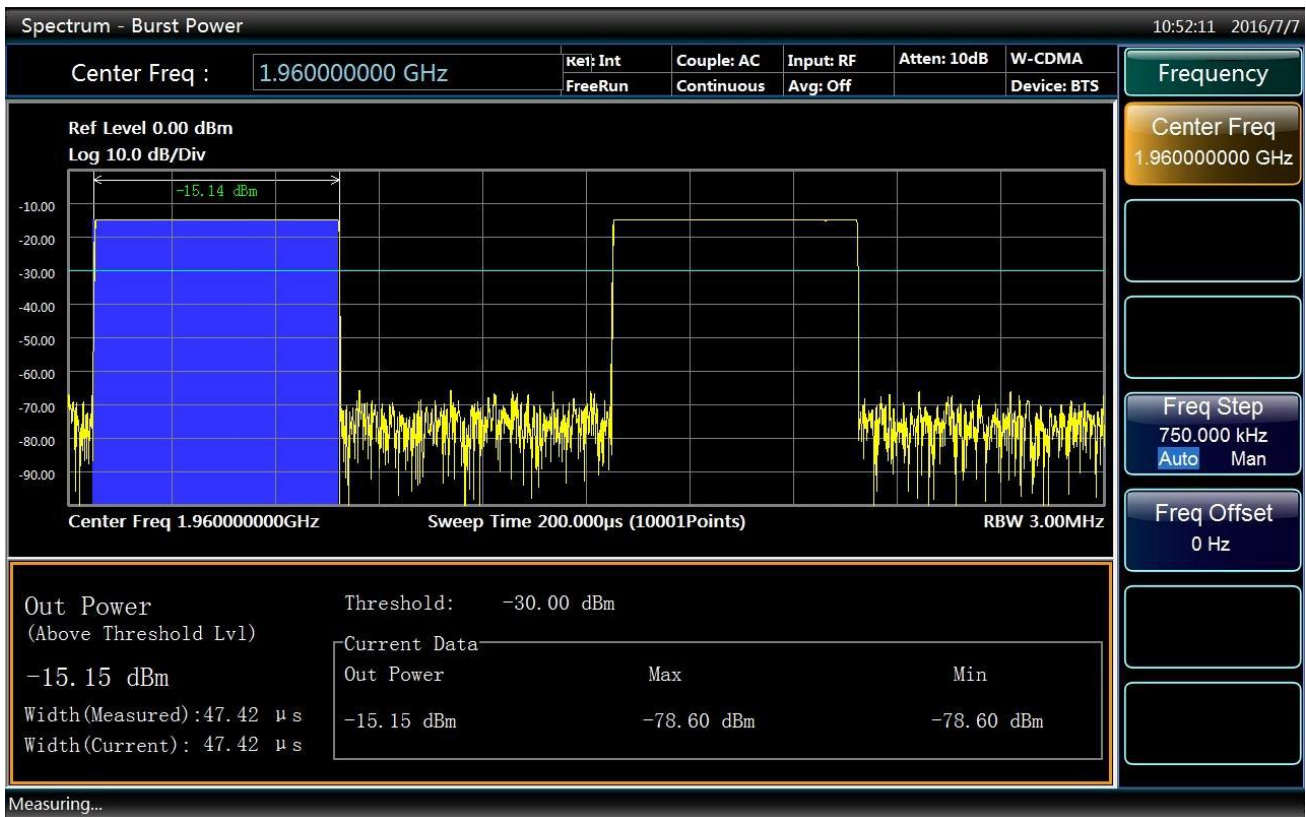 Spectrum - Burst Power
10:52:11 2016/7/7
Center Freq : 1.960000000 GHz
Ref: Int Couple: AC Input: RF Atten: 10dB W-CDMA
FreeRun Continuous Avg: Off Device: BTS
Frequency
Center Freq
1.960000000 GHz
Freq Step
750.000 kHz
Auto Man
Freq Offset
0 Hz
Ref Level 0.00 dBm
Log 10.0 dB/Div
-15.14 dBm
-10.00
-20.00
-30.00
-40.00
-50.00
-60.00
-70.00
-80.00
-90.00
Center Freq 1.960000000GHz Sweep Time 200.000μs (10001Points) RBW 3.00MHz
Out Power
(Above Threshold Lvl)
-15.15 dBm
Width(Measured):47.42 μs
Width(Current): 47.42 μs
Threshold: -30.00 dBm
Current Data
Out Power Max Min
-15.15 dBm -78.60 dBm -78.60 dBm
Measuring...